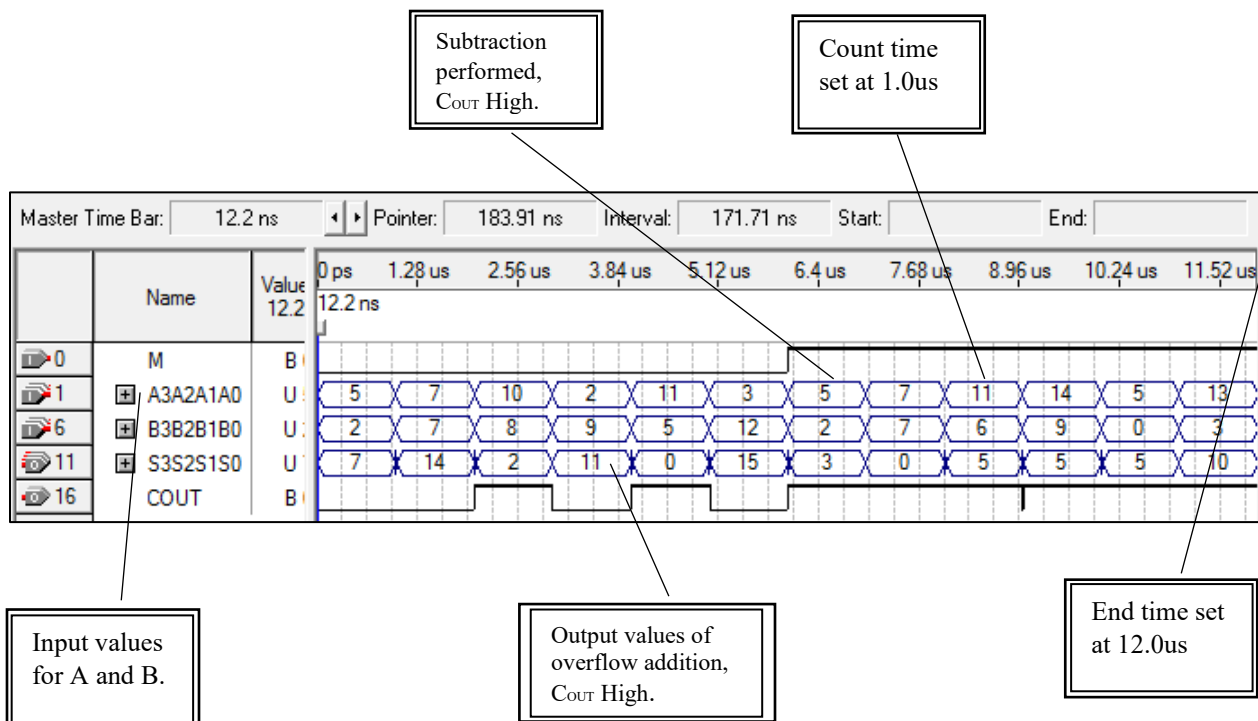 Subtraction
performed,
COUT High.
Count time
set at 1.0us
Master Time Bar: 12.2 ns Pointer: 183.91 ns Interval: 171.71 ns Start: End:
Name Value 12.2
0 ps 1.28 us 2.56 us 3.84 us 5.12 us 6.4 us 7.68 us 8.96 us 10.24 us 11.52 us
12.2 ns
0 M B
1 A3A2A1A0 U 5 7 10 2 11 3 5 7 11 14 5 13
6 B3B2B1B0 U 2 7 8 9 5 12 2 7 6 9 0 3
11 S3S2S1S0 U 7 14 2 11 0 15 3 0 5 5 5 10
16 COUT B
Input values
for A and B.
Output values of
overflow addition,
COUT High.
End time set
at 12.0us